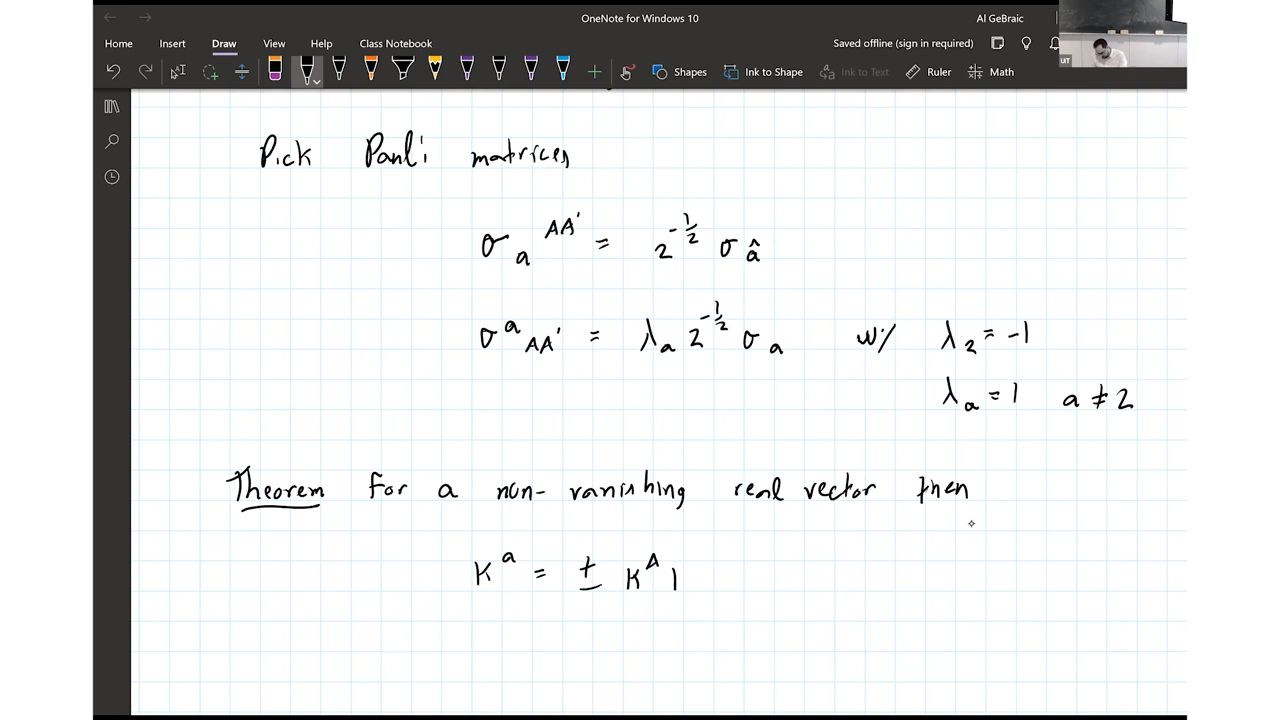 OneNote for Windows 10
Al GeBraic
Home Insert Draw View Help Class Notebook
Saved offline (sign in required)
Shapes Ink to Shape Ink to Text Ruler Math
UiT
Pick Pauli matrices
σ_a^{AA'} = 2^{-1/2} σ_â
σ^a_{AA'} = λ_a 2^{-1/2} σ_a w/ λ_2 = -1
λ_a = 1 a ≠ 2
Theorem For a non-vanishing real vector then
K^a = ± K^A